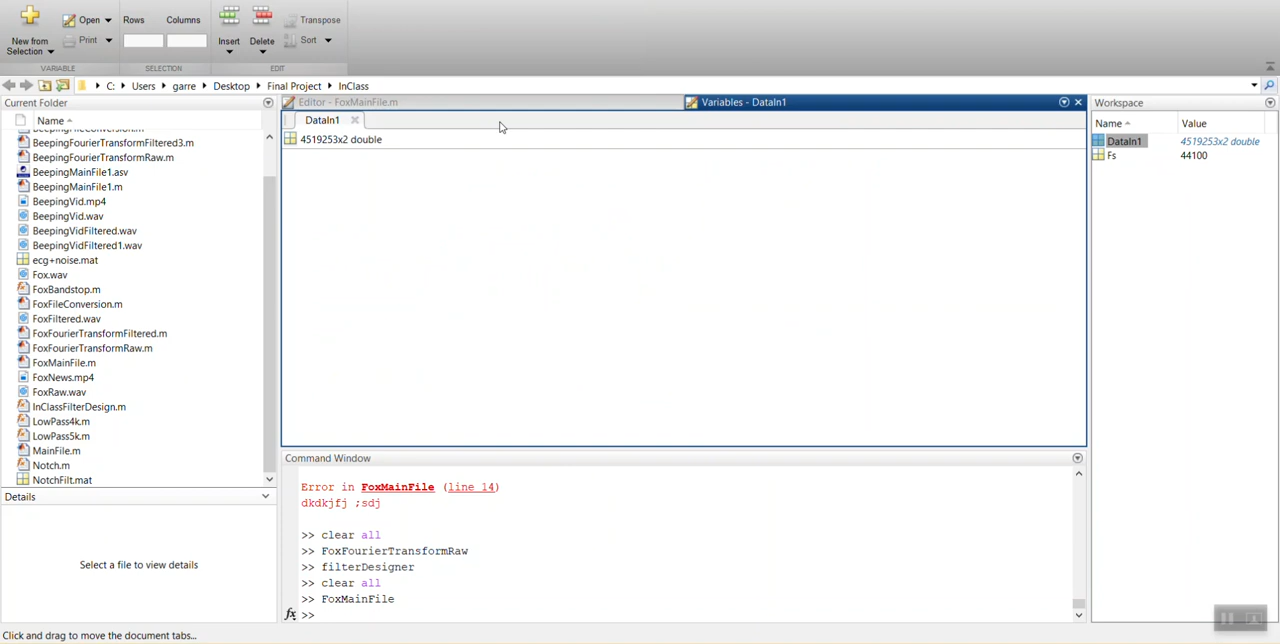 Open
Rows
Columns
Transpose
New from
Selection
Print
Insert
Delete
Sort
VARIABLE
SELECTION
EDIT
C: Users garre Desktop Final Project InClass
Current Folder
Editor - FoxMainFile.m
Variables - DataIn1
Workspace
Name
DataIn1
Name
Value
4519253x2 double
DataIn1
4519253x2 double
Fs
44100
BeepingFourierTransformFiltered3.m
BeepingFourierTransformRaw.m
BeepingMainFile1.asv
BeepingMainFile1.m
BeepingVid.mp4
BeepingVid.wav
BeepingVidFiltered.wav
BeepingVidFiltered1.wav
ecg+noise.mat
Fox.wav
FoxBandstop.m
FoxFileConversion.m
FoxFiltered.wav
FoxFourierTransformFiltered.m
FoxFourierTransformRaw.m
FoxMainFile.m
FoxNews.mp4
FoxRaw.wav
InClassFilterDesign.m
LowPass4k.m
LowPass5k.m
MainFile.m
Notch.m
NotchFilt.mat
Details
Select a file to view details
Command Window
Error in FoxMainFile (line 14)
dkdkjfj ;sdj
>> clear all
>> FoxFourierTransformRaw
>> filterDesigner
>> clear all
>> FoxMainFile
fx >>
Click and drag to move the document tabs...